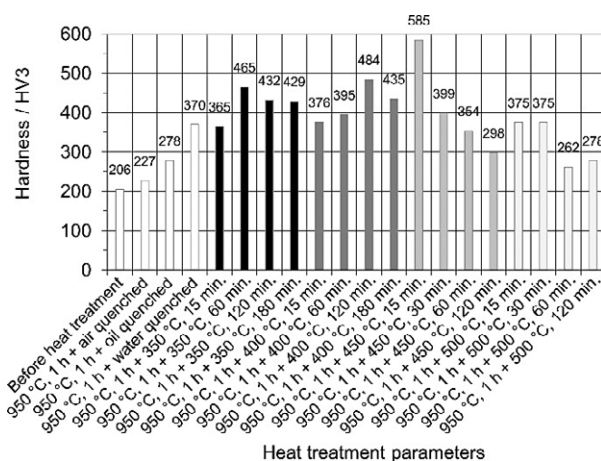 Hardness / HV3
600
500
400
300
200
100
0
206
227
278
370
365
465
432
429
376
395
484
435
585
399
354
298
375
375
262
278
Before heat treatment
950 °C, 1 h + air quenched
950 °C, 1 h + oil quenched
950 °C, 1 h + water quenched
950 °C, 1 h + 350 °C, 15 min.
950 °C, 1 h + 350 °C, 60 min.
950 °C, 1 h + 350 °C, 120 min.
950 °C, 1 h + 350 °C, 180 min.
950 °C, 1 h + 400 °C, 15 min.
950 °C, 1 h + 400 °C, 60 min.
950 °C, 1 h + 400 °C, 120 min.
950 °C, 1 h + 400 °C, 180 min.
950 °C, 1 h + 450 °C, 15 min.
950 °C, 1 h + 450 °C, 30 min.
950 °C, 1 h + 450 °C, 60 min.
950 °C, 1 h + 450 °C, 120 min.
950 °C, 1 h + 500 °C, 15 min.
950 °C, 1 h + 500 °C, 30 min.
950 °C, 1 h + 500 °C, 60 min.
950 °C, 1 h + 500 °C, 120 min.
Heat treatment parameters